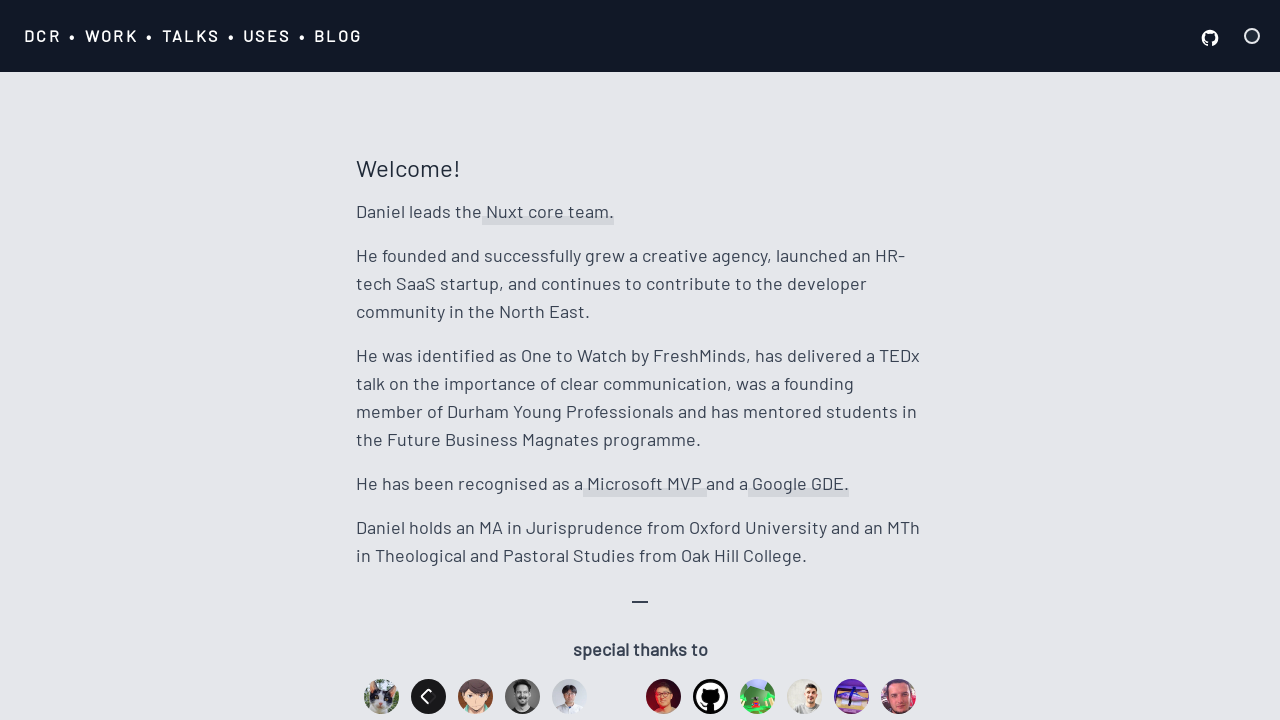 DCR • WORK • TALKS • USES • BLOG
Welcome!
Daniel leads the Nuxt core team.
He founded and successfully grew a creative agency, launched an HR-
tech SaaS startup, and continues to contribute to the developer
community in the North East.
He was identified as One to Watch by FreshMinds, has delivered a TEDx
talk on the importance of clear communication, was a founding
member of Durham Young Professionals and has mentored students in
the Future Business Magnates programme.
He has been recognised as a Microsoft MVP and a Google GDE.
Daniel holds an MA in Jurisprudence from Oxford University and an MTh
in Theological and Pastoral Studies from Oak Hill College.
special thanks to